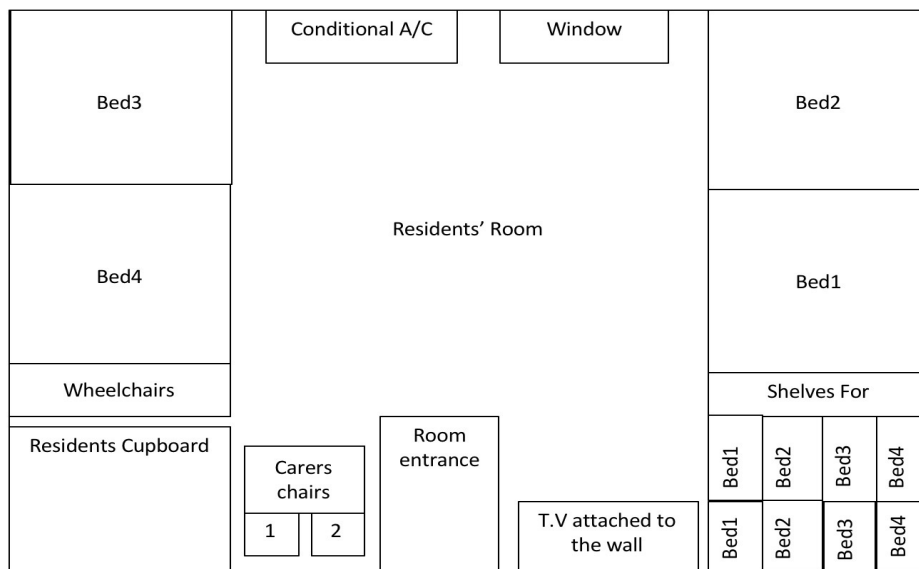 Conditional A/C
Window
Bed3
Bed2
Residents’ Room
Bed4
Bed1
Wheelchairs
Shelves For
Residents Cupboard
Carers
chairs
1
2
Room
entrance
T.V attached to
the wall
Bed1
Bed2
Bed3
Bed4
Bed1
Bed2
Bed3
Bed4